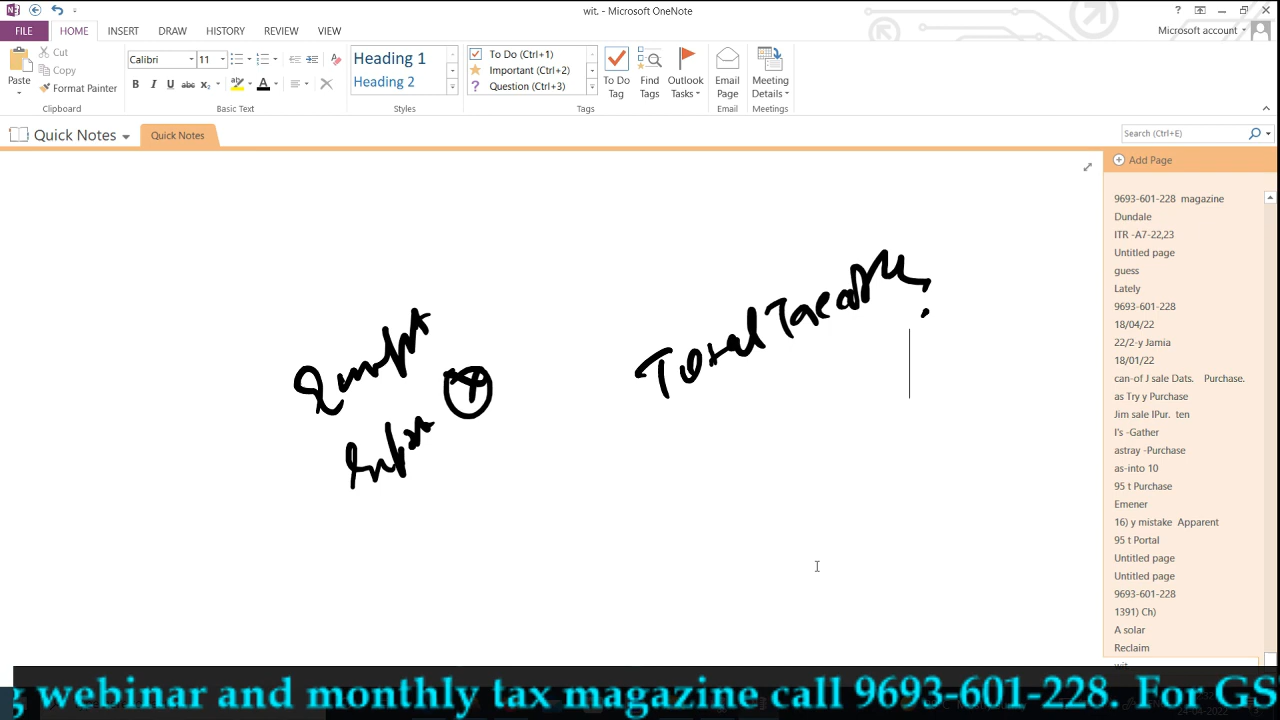 wit. - Microsoft OneNote
FILE HOME INSERT DRAW HISTORY REVIEW VIEW
Microsoft account
Paste
Cut
Copy
Format Painter
Clipboard
Calibri 11
B I U abc X₂ A
Basic Text
Heading 1
Heading 2
Styles
To Do (Ctrl+1)
Important (Ctrl+2)
Question (Ctrl+3)
To Do Tag
Find Tags
Outlook Tasks
Tags
Email Page
Email
Meeting Details
Meetings
Quick Notes
Quick Notes
Search (Ctrl+E)
Add Page
9693-601-228 magazine
Dundale
ITR -A7-22,23
Untitled page
guess
Lately
9693-601-228
18/04/22
22/2-y Jamia
18/01/22
can-of J sale Dats. Purchase.
as Try y Purchase
Jim sale IPur. ten
I's -Gather
astray -Purchase
as-into 10
95 t Purchase
Emener
16) y mistake Apparent
95 t Portal
Untitled page
Untitled page
9693-601-228
1391) Ch)
A solar
Reclaim
wit.
Total
g webinar and monthly tax magazine call 9693-601-228. For GS
24-04-2022